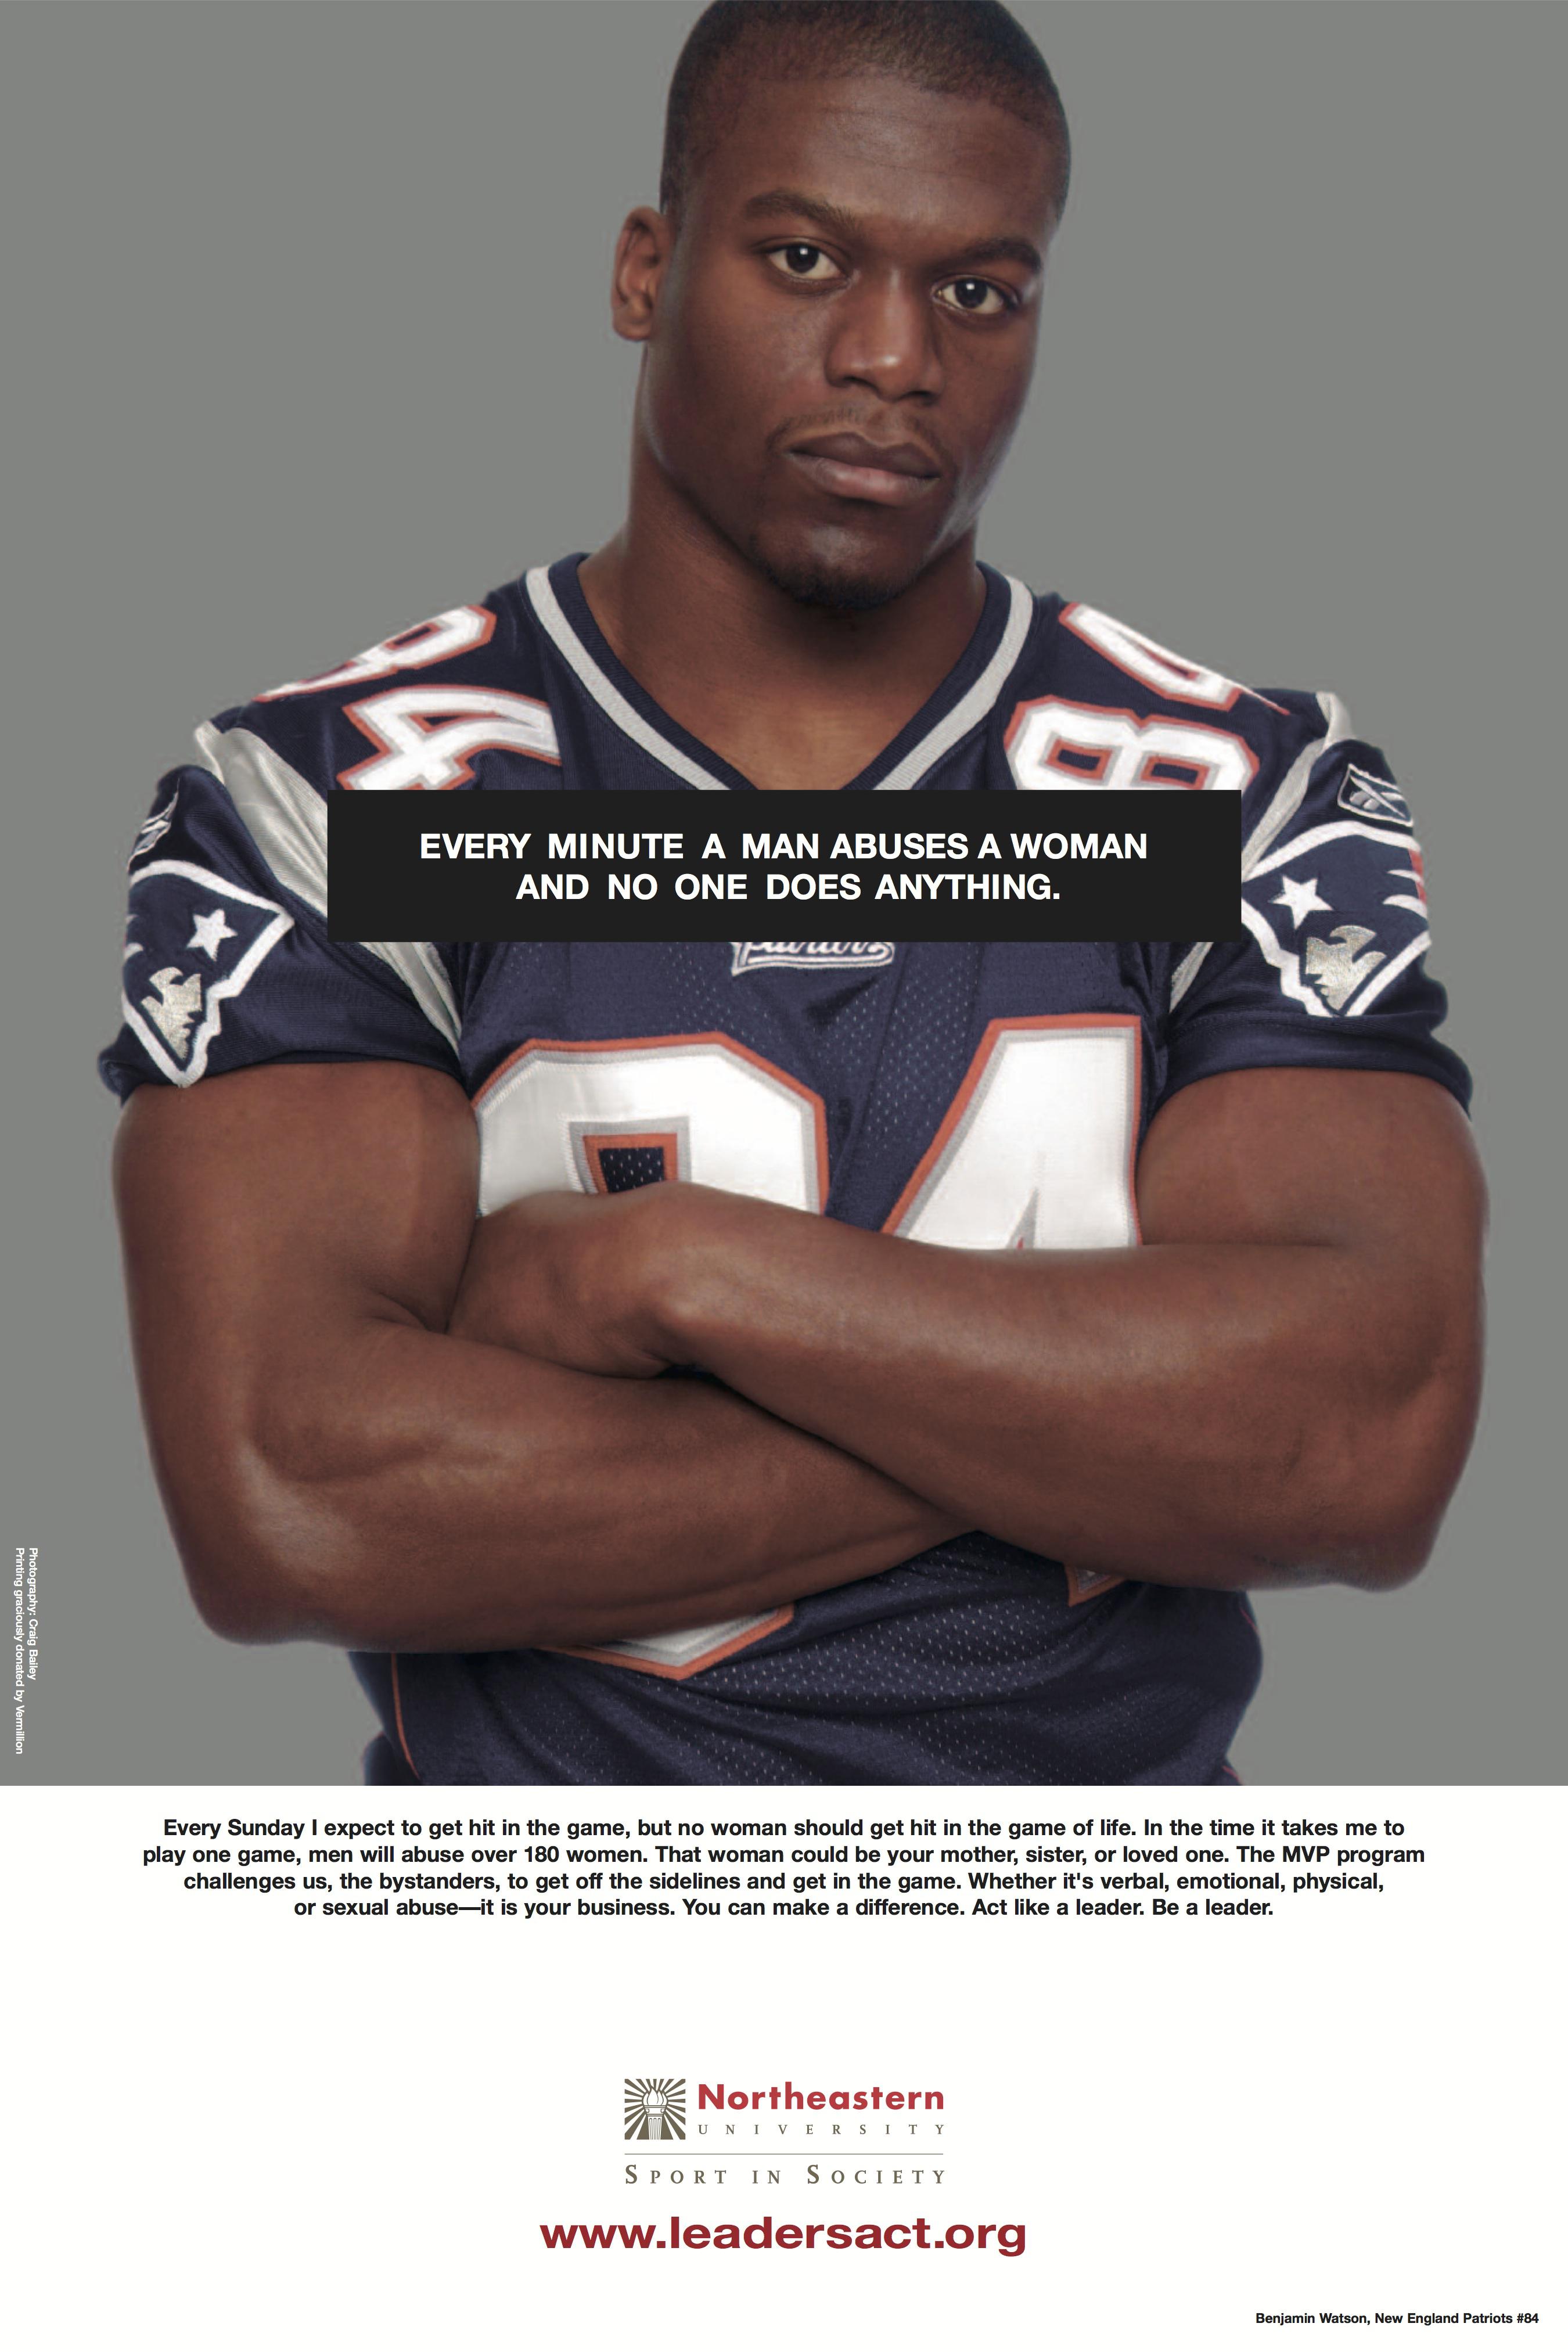 84
84
EVERY MINUTE A MAN ABUSES A WOMAN
AND NO ONE DOES ANYTHING.
Patriots
84
Photography: Craig Bailey
Printing graciously donated by Vermillion
Every Sunday I expect to get hit in the game, but no woman should get hit in the game of life. In the time it takes me to
play one game, men will abuse over 180 women. That woman could be your mother, sister, or loved one. The MVP program
challenges us, the bystanders, to get off the sidelines and get in the game. Whether it's verbal, emotional, physical,
or sexual abuse—it is your business. You can make a difference. Act like a leader. Be a leader.
Northeastern
UNIVERSITY
SPORT IN SOCIETY
www.leadersact.org
Benjamin Watson, New England Patriots #84